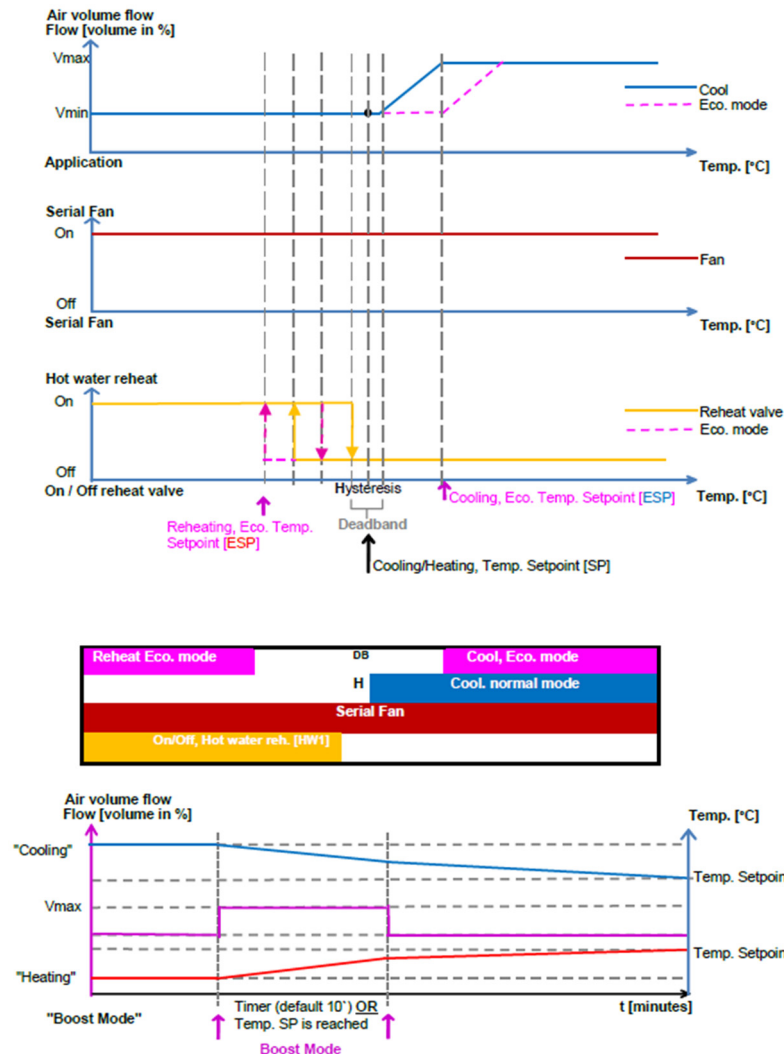 Air volume flow
Flow [volume in %]
Vmax
Cool
Eco. mode
Vmin
Application
Temp. [°C]
Serial Fan
On
Fan
Off
Serial Fan
Temp. [°C]
Hot water reheat
On
Reheat valve
Eco. mode
Off
On / Off reheat valve
Hysteresis
Cooling, Eco. Temp. Setpoint [ESP]
Temp. [°C]
Reheating, Eco. Temp.
Setpoint [ESP]
Deadband
Cooling/Heating, Temp. Setpoint [SP]
Reheat Eco. mode
DB
Cool, Eco. mode
H
Cool. normal mode
Serial Fan
On/Off, Hot water reh. [HW1]
Air volume flow
Flow [volume in %]
Temp. [°C]
"Cooling"
Temp. Setpoint
Vmax
Temp. Setpoint
"Heating"
Timer (default 10`) OR
Temp. SP is reached
t [minutes]
"Boost Mode"
Boost Mode